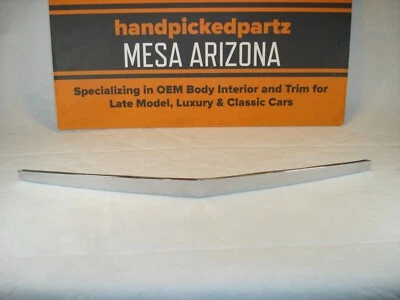 handpickedpartz
MESA ARIZONA
Specializing in OEM Body Interior and Trim for
Late Model, Luxury & Classic Cars